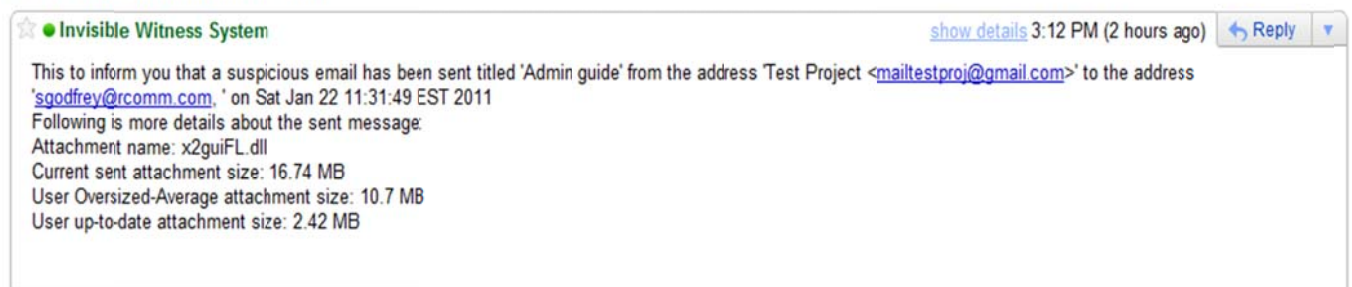 Invisible Witness System show details 3:12 PM (2 hours ago) Reply
This to inform you that a suspicious email has been sent titled 'Admin guide' from the address 'Test Project <mailtestproj@gmail.com>' to the address
'sgodfrey@rcomm.com, ' on Sat Jan 22 11:31:49 EST 2011
Following is more details about the sent message:
Attachment name: x2guiFL.dll
Current sent attachment size: 16.74 MB
User Oversized-Average attachment size: 10.7 MB
User up-to-date attachment size: 2.42 MB